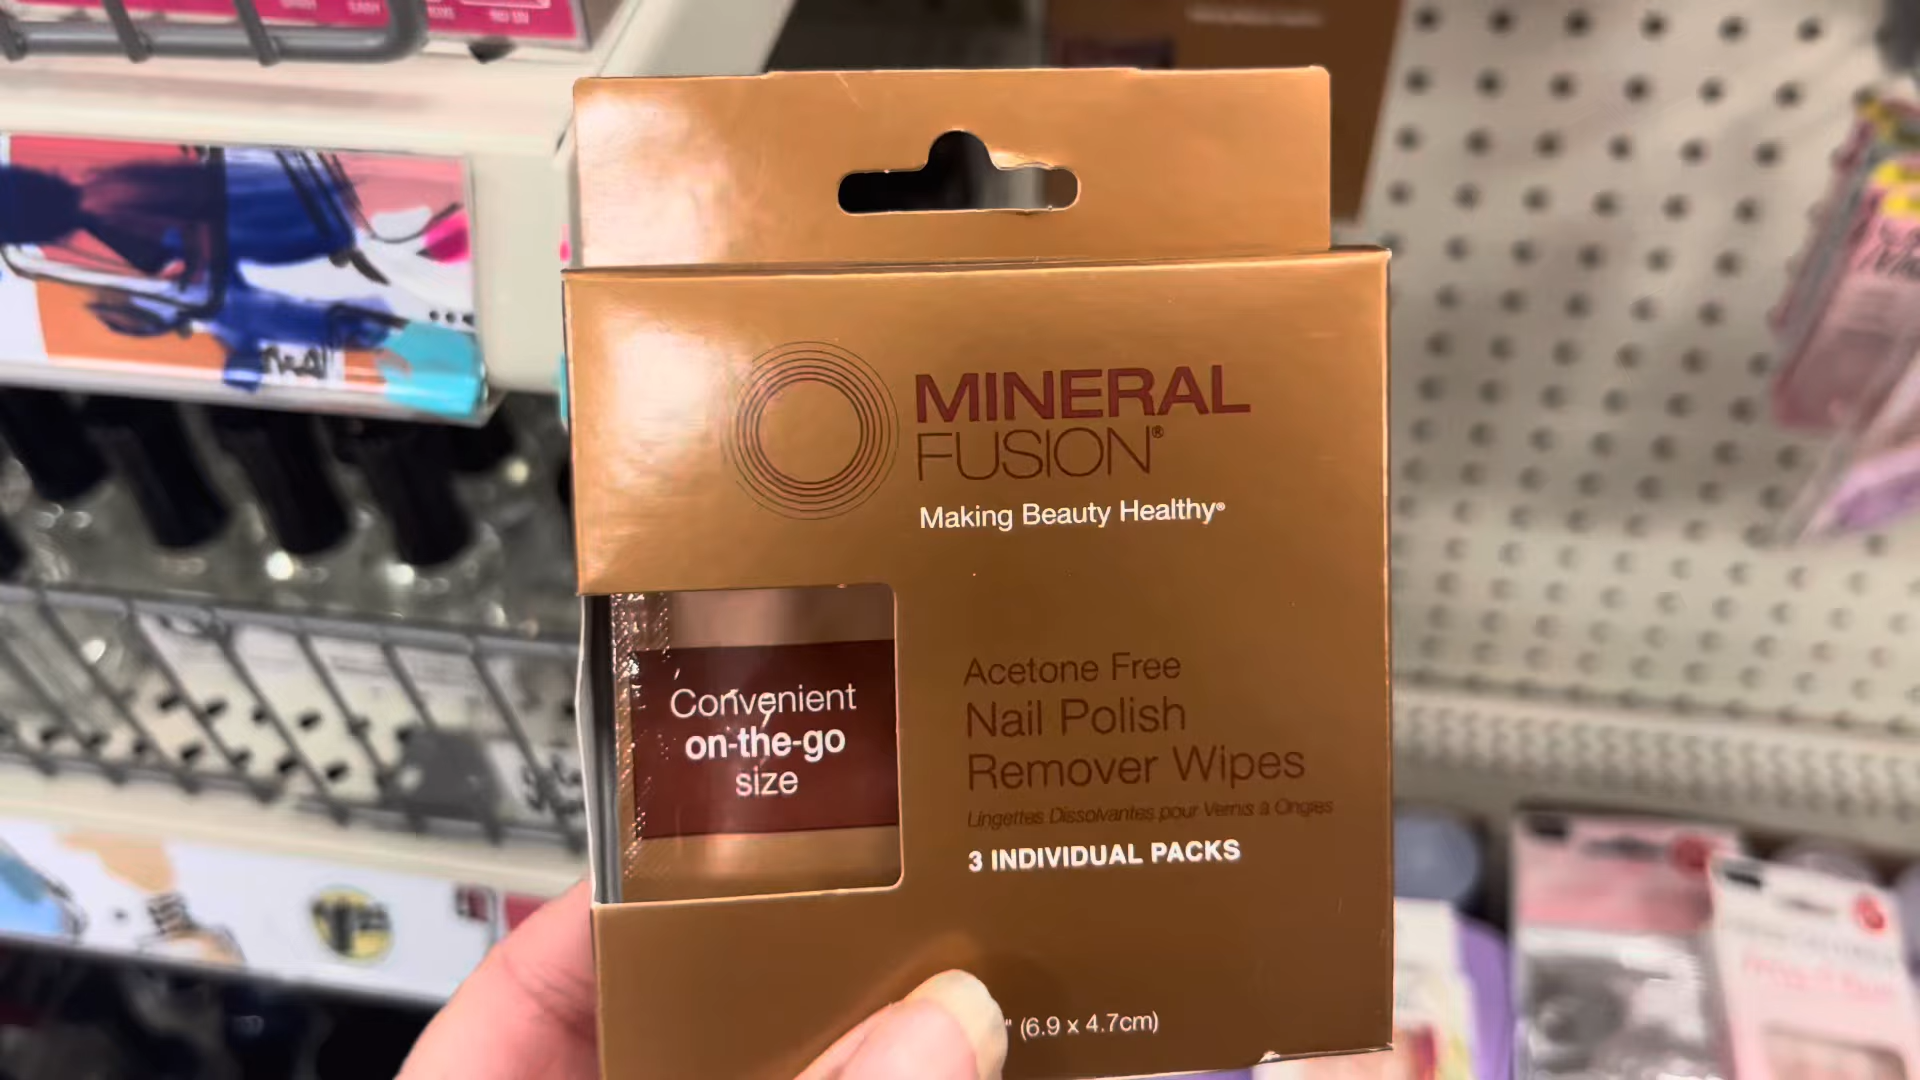 MINERAL
FUSION®
Making Beauty Healthy®
Convenient
on-the-go
size
Acetone Free
Nail Polish
Remover Wipes
Lingettes Dissolvantes pour Vernis à Ongles
3 INDIVIDUAL PACKS
" (6.9 x 4.7cm)